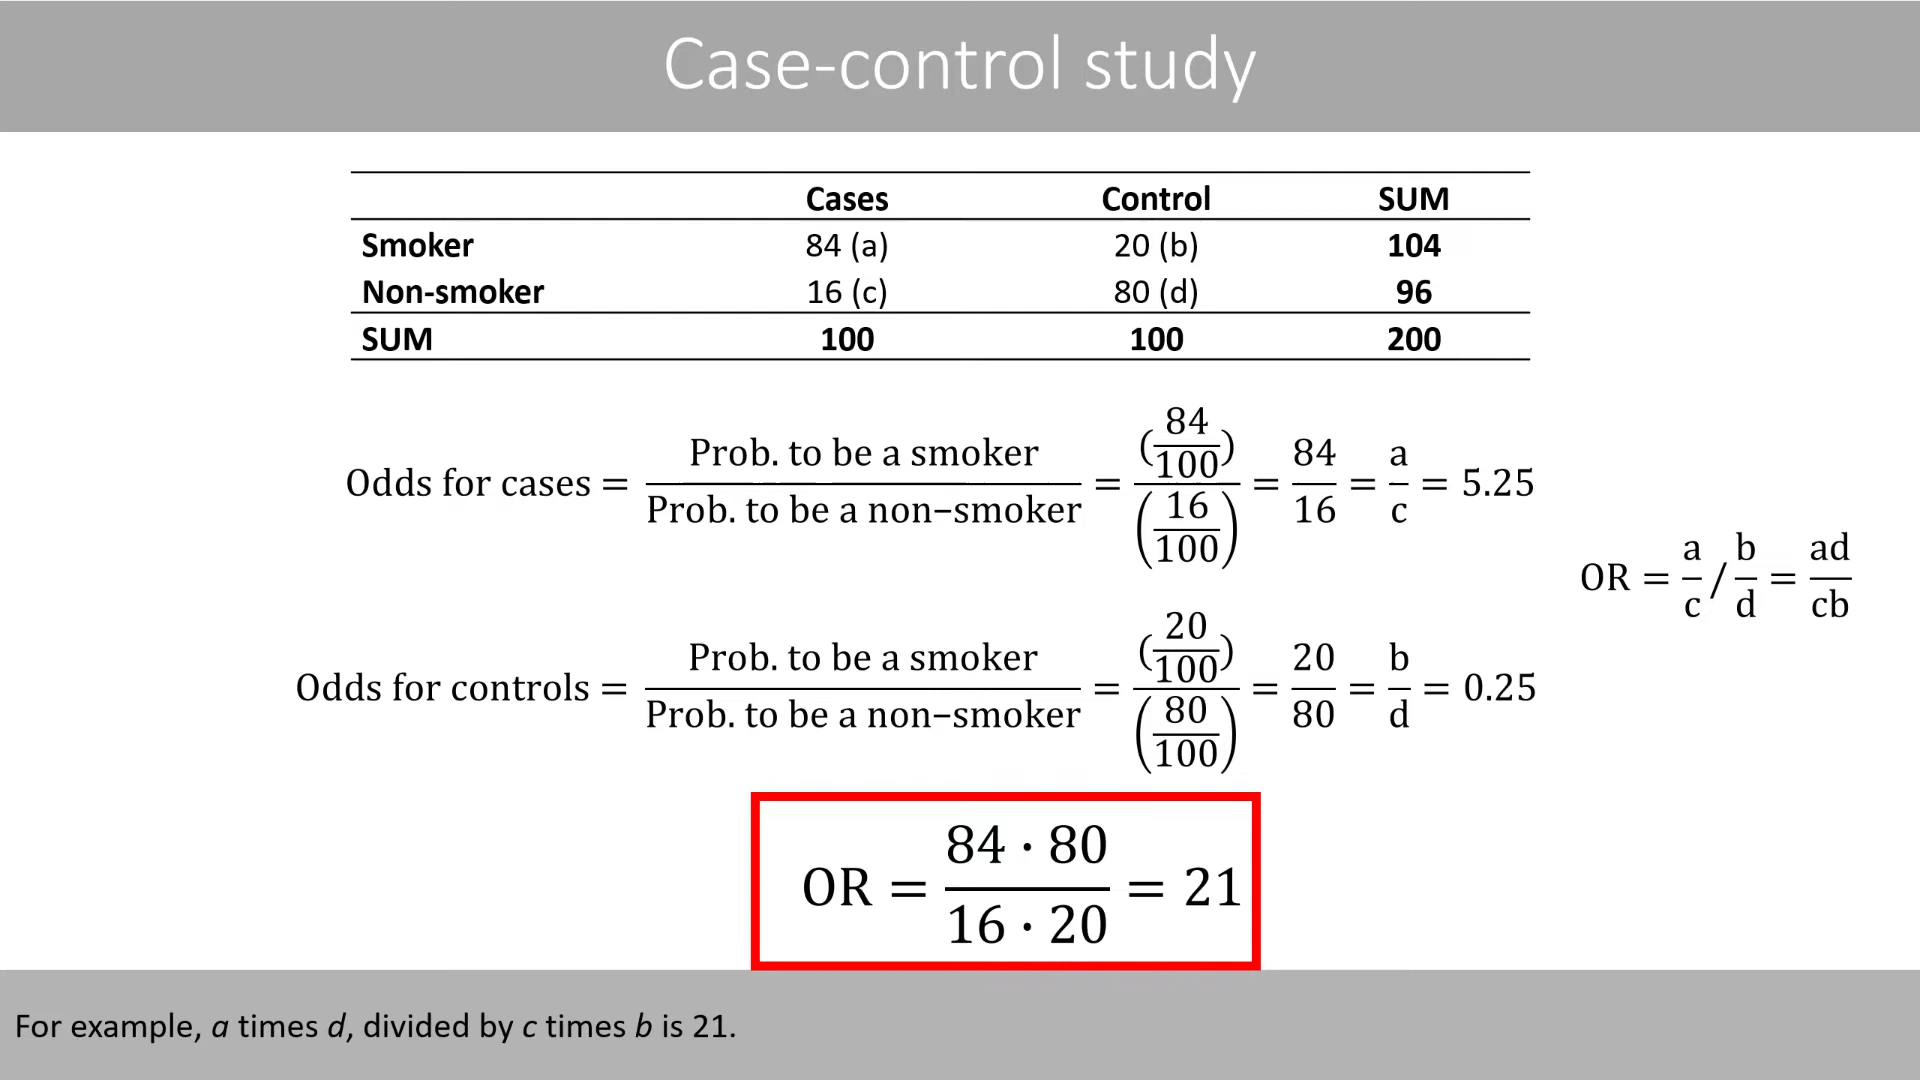 Case-control study
Cases Control SUM
Smoker 84 (a) 20 (b) 104
Non-smoker 16 (c) 80 (d) 96
SUM 100 100 200
Odds for cases = Prob. to be a smoker / Prob. to be a non−smoker = (84/100) / (16/100) = 84/16 = a/c = 5.25
OR = a/c / b/d = ad/cb
Odds for controls = Prob. to be a smoker / Prob. to be a non−smoker = (20/100) / (80/100) = 20/80 = b/d = 0.25
OR = 84 · 80 / 16 · 20 = 21
For example, a times d, divided by c times b is 21.